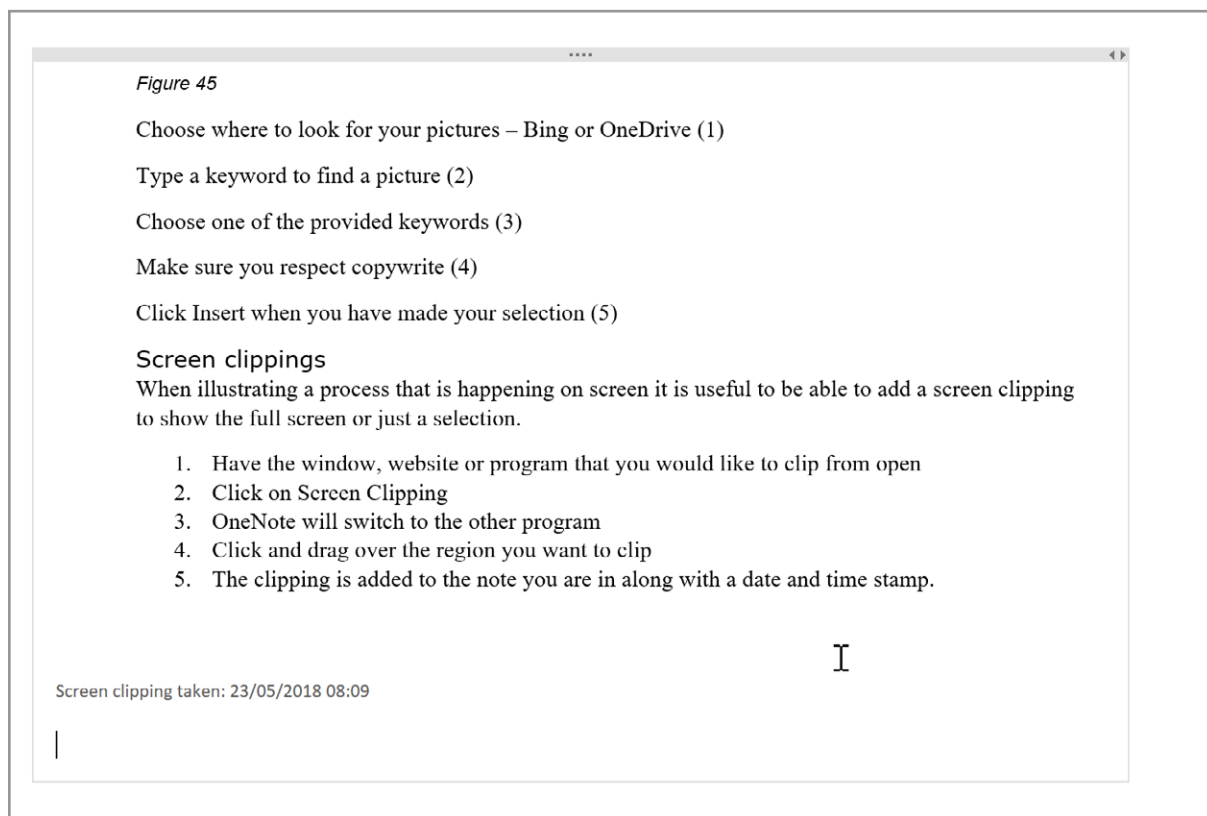 Figure 45
Choose where to look for your pictures – Bing or OneDrive (1)
Type a keyword to find a picture (2)
Choose one of the provided keywords (3)
Make sure you respect copywrite (4)
Click Insert when you have made your selection (5)
Screen clippings
When illustrating a process that is happening on screen it is useful to be able to add a screen clipping
to show the full screen or just a selection.
1. Have the window, website or program that you would like to clip from open
2. Click on Screen Clipping
3. OneNote will switch to the other program
4. Click and drag over the region you want to clip
5. The clipping is added to the note you are in along with a date and time stamp.
Screen clipping taken: 23/05/2018 08:09